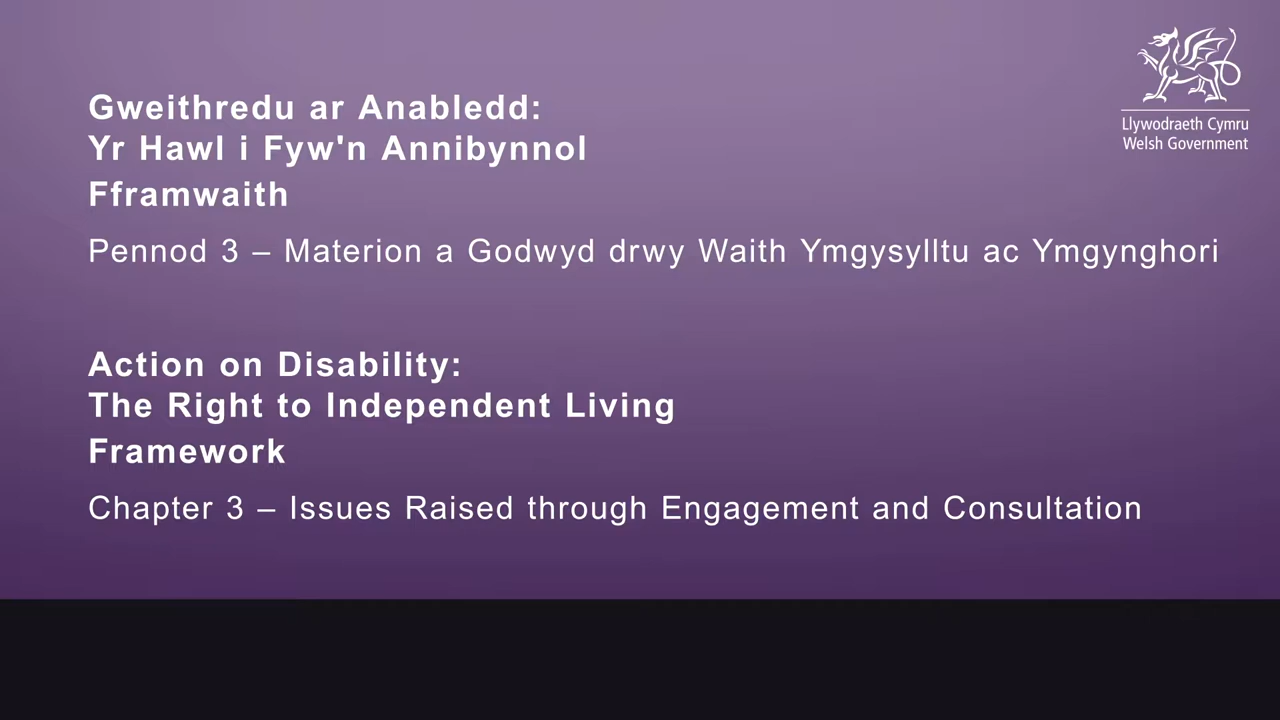 Gweithredu ar Anabledd:
Yr Hawl i Fyw'n Annibynnol
Fframwaith
Pennod 3 – Materion a Godwyd drwy Waith Ymgysylltu ac Ymgynghori
Action on Disability:
The Right to Independent Living
Framework
Chapter 3 – Issues Raised through Engagement and Consultation
Llywodraeth Cymru
Welsh Government